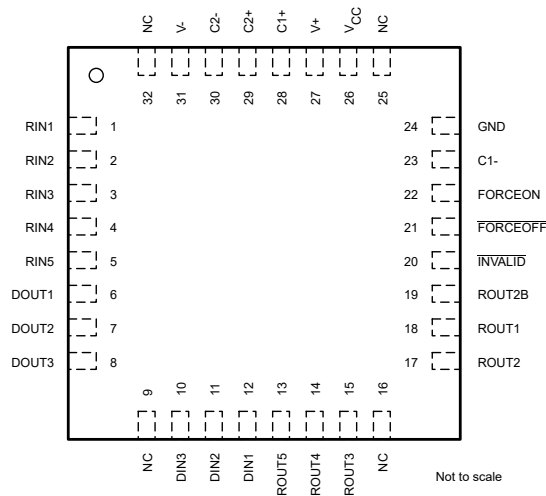 NC V- C2- C2+ C1+ V+ VCC NC
32 31 30 29 28 27 26 25
RIN1 1 24 GND
RIN2 2 23 C1-
RIN3 3 22 FORCEON
RIN4 4 21 FORCEOFF
RIN5 5 20 INVALID
DOUT1 6 19 ROUT2B
DOUT2 7 18 ROUT1
DOUT3 8 17 ROUT2
9 10 11 12 13 14 15 16
NC DIN3 DIN2 DIN1 ROUT5 ROUT4 ROUT3 NC
Not to scale